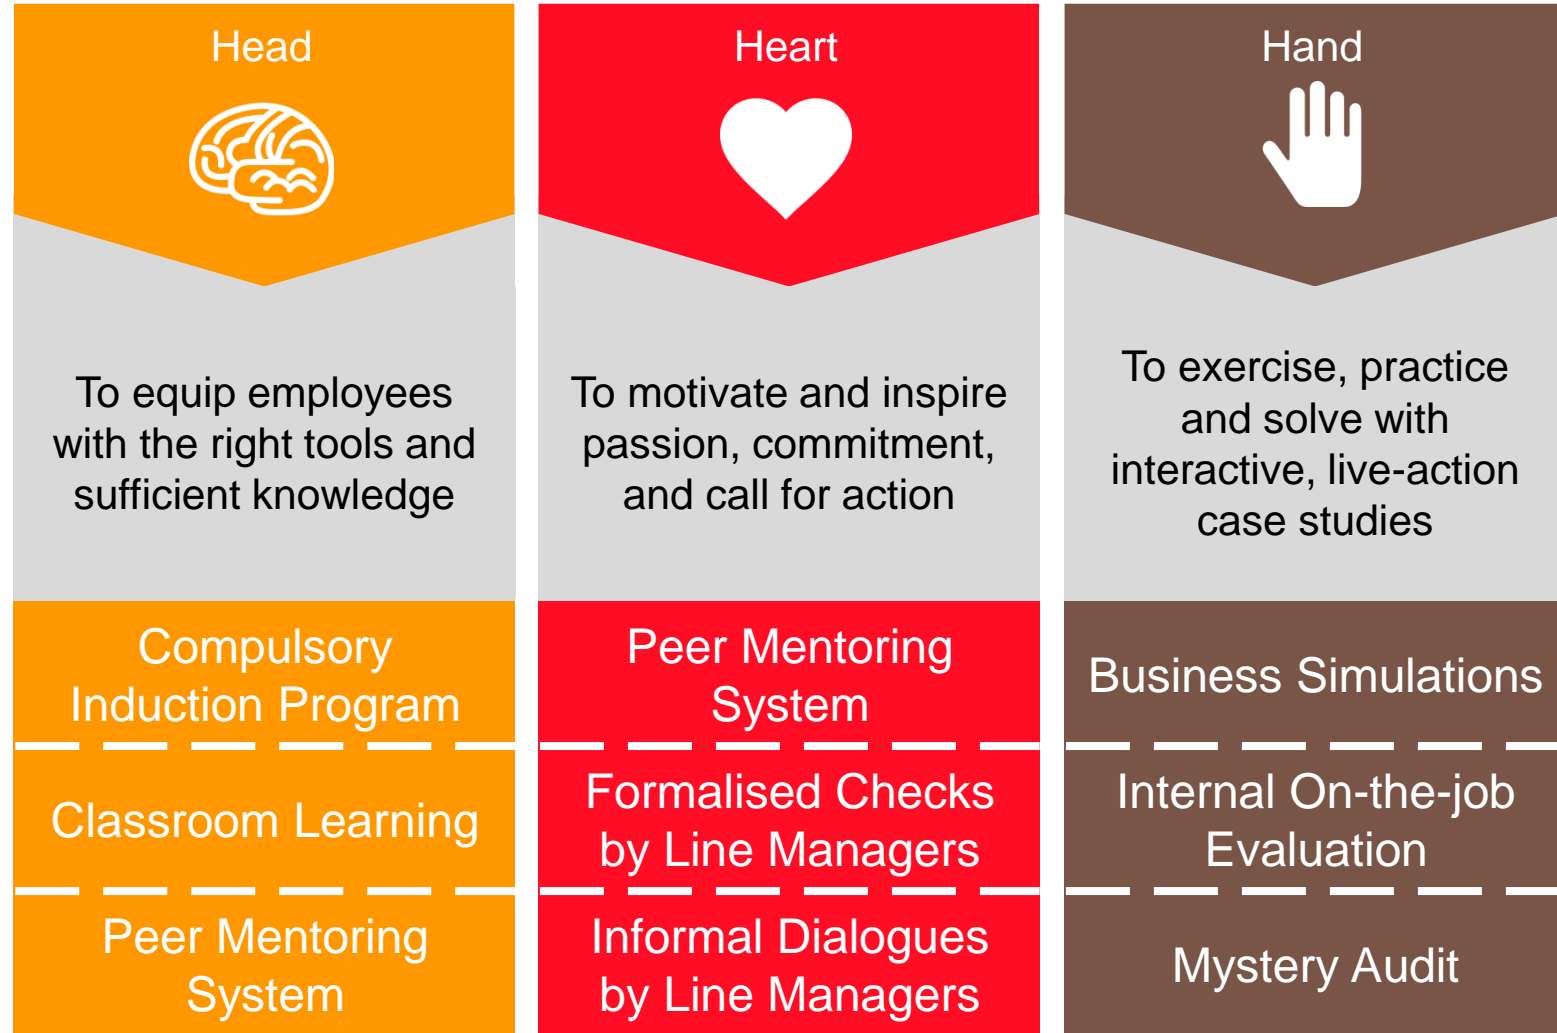 Head
To equip employees
with the right tools and
sufficient knowledge
Compulsory
Induction Program
Classroom Learning
Peer Mentoring
System
Heart
To motivate and inspire
passion, commitment,
and call for action
Peer Mentoring
System
Formalised Checks
by Line Managers
Informal Dialogues
by Line Managers
Hand
To exercise, practice
and solve with
interactive, live-action
case studies
Business Simulations
Internal On-the-job
Evaluation
Mystery Audit